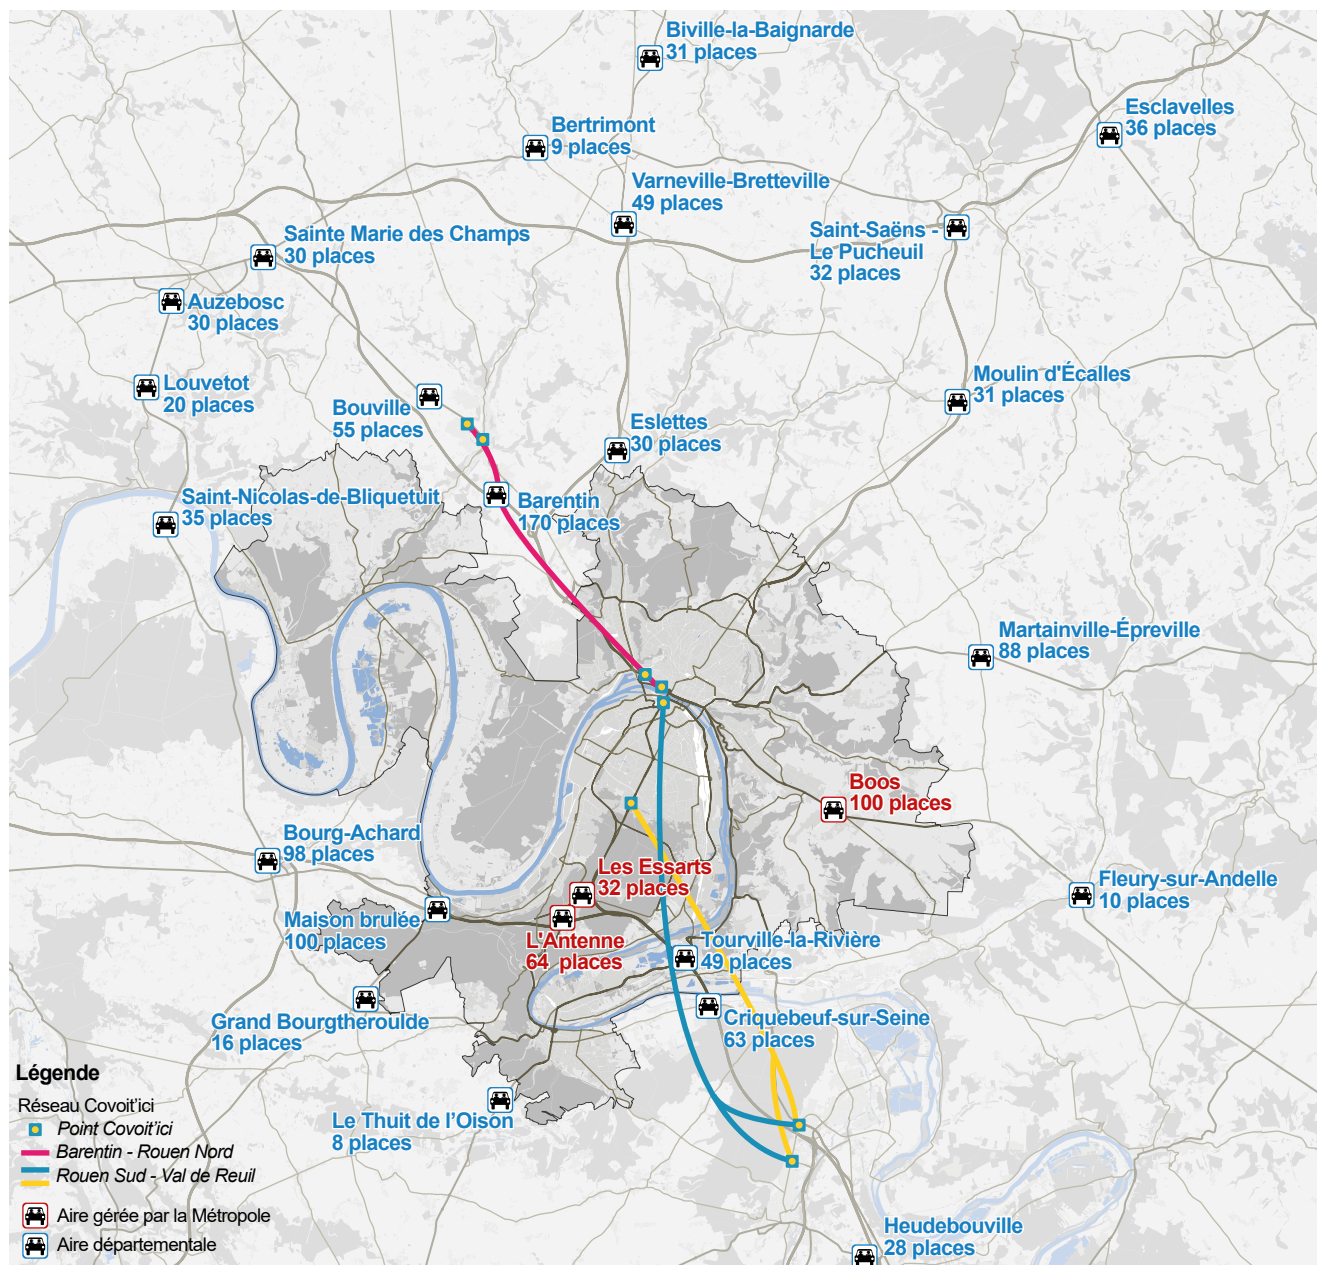 Biville-la-Baignarde
31 places
Esclavelles
36 places
Bertrimont
9 places
Varneville-Bretteville
49 places
Saint-Saëns -
Le Pucheuil
32 places
Sainte Marie des Champs
30 places
Auzebosc
30 places
Louvetot
20 places
Bouville
55 places
Moulin d'Écalles
31 places
Eslettes
30 places
Saint-Nicolas-de-Bliquetuit
35 places
Barentin
170 places
Martainville-Épreville
88 places
Boos
100 places
Bourg-Achard
98 places
Les Essarts
32 places
Fleury-sur-Andelle
10 places
Maison brulée
100 places
L'Antenne
64 places
Tourville-la-Rivière
49 places
Grand Bourgtheroulde
16 places
Criquebeuf-sur-Seine
63 places
Le Thuit de l’Oison
8 places
Heudebouville
28 places
Légende
Réseau Covoit’ici
Point Covoit’ici
Barentin - Rouen Nord
Rouen Sud - Val de Reuil
Aire gérée par la Métropole
Aire départementale